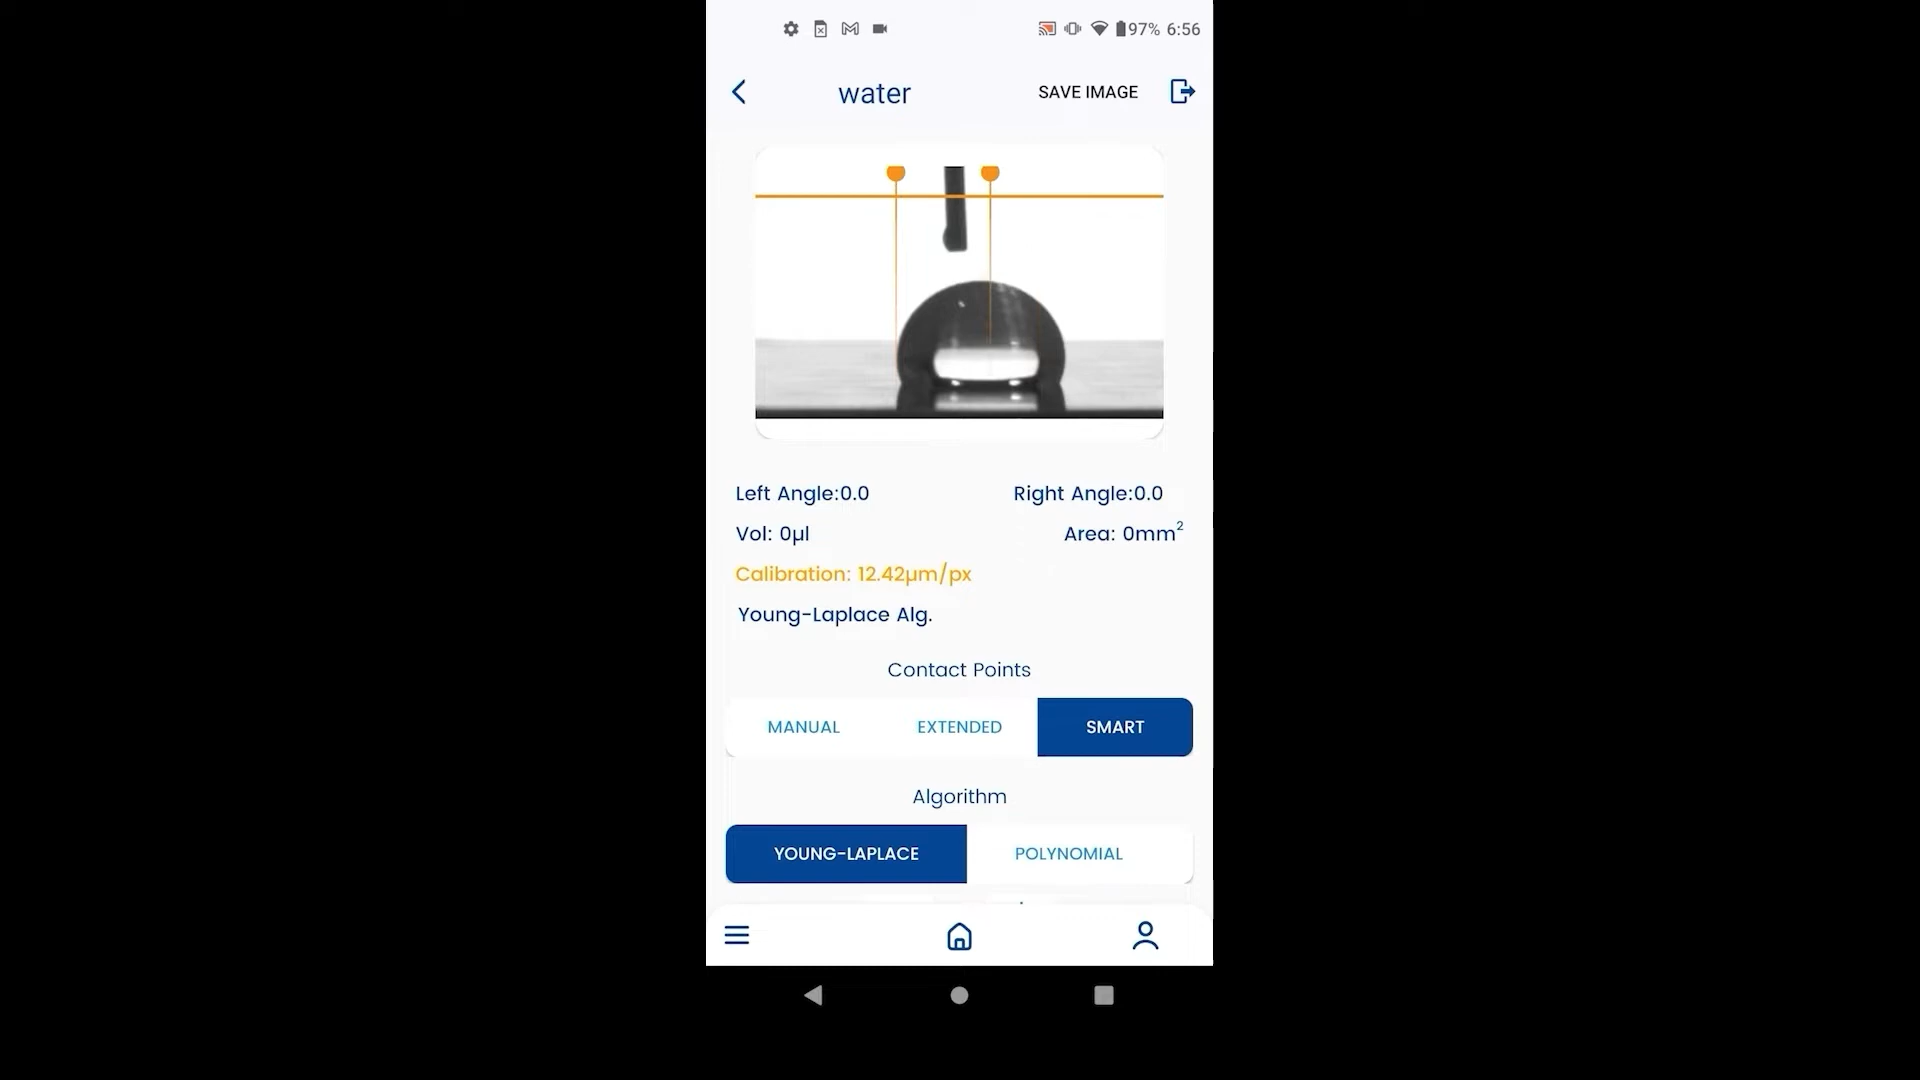 97% 6:56
water
SAVE IMAGE
Left Angle:0.0
Right Angle:0.0
Vol: 0µl
Area: 0mm²
Calibration: 12.42µm/px
Young-Laplace Alg.
Contact Points
MANUAL
EXTENDED
SMART
Algorithm
YOUNG-LAPLACE
POLYNOMIAL